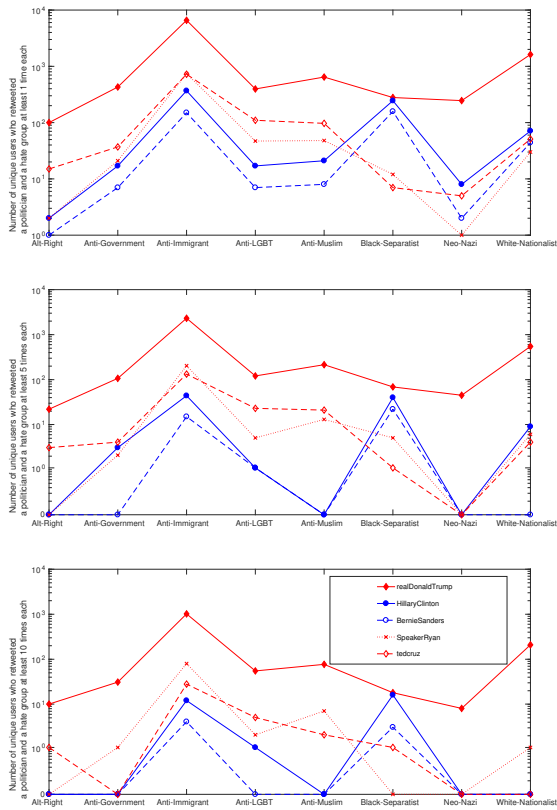 Number of unique users who retweeted
a politician and a hate group at least 1 time each
10^4
10^3
10^2
10^1
10^0
Alt-Right Anti-Government Anti-Immigrant Anti-LGBT Anti-Muslim Black-Separatist Neo-Nazi White-Nationalist
Number of unique users who retweeted
a politician and a hate group at least 5 times each
10^4
10^3
10^2
10^1
10^0
0
Alt-Right Anti-Government Anti-Immigrant Anti-LGBT Anti-Muslim Black-Separatist Neo-Nazi White-Nationalist
Number of unique users who retweeted
a politician and a hate group at least 10 times each
10^4
10^3
10^2
10^1
10^0
0
realDonaldTrump
HillaryClinton
BernieSanders
SpeakerRyan
tedcruz
Alt-Right Anti-Government Anti-Immigrant Anti-LGBT Anti-Muslim Black-Separatist Neo-Nazi White-Nationalist